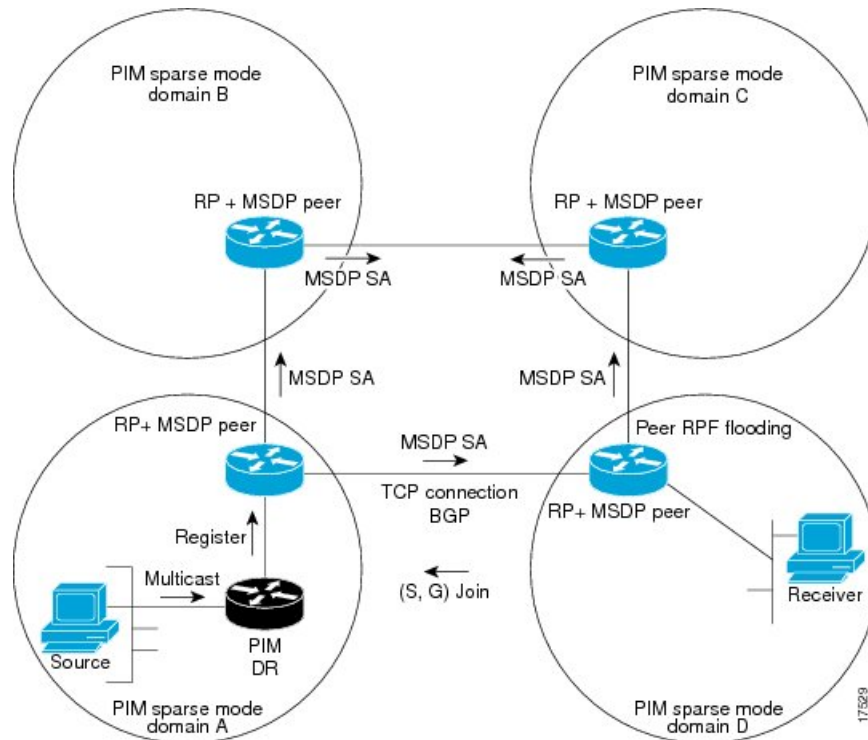 PIM sparse mode
domain B
PIM sparse mode
domain C
RP + MSDP peer
RP + MSDP peer
MSDP SA
MSDP SA
MSDP SA
MSDP SA
RP+ MSDP peer
MSDP SA
Peer RPF flooding
TCP connection
BGP
RP+ MSDP peer
Register
Multicast
(S, G) Join
Receiver
Source
PIM
DR
PIM sparse mode
domain A
PIM sparse mode
domain D
17529